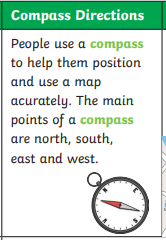 Compass Directions
People use a compass
to help them position
and use a map
acurately. The main
points of a compass
are north, south,
east and west.